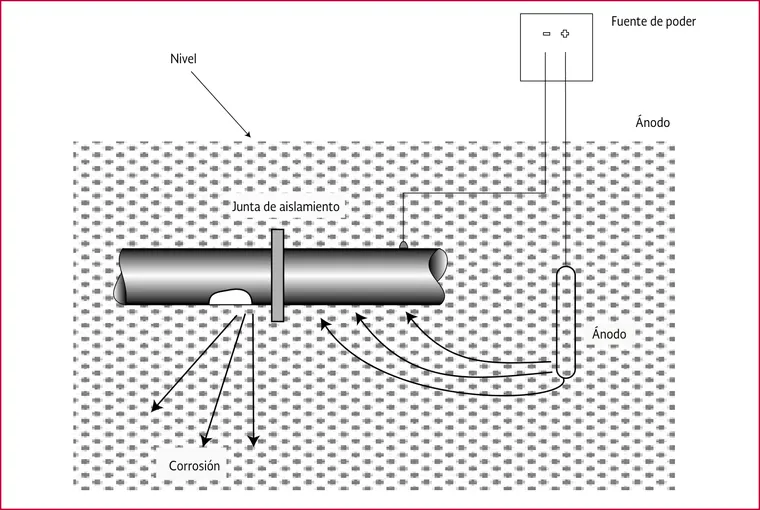 Fuente de poder
- +
Nivel
Ánodo
Junta de aislamiento
Ánodo
Corrosión